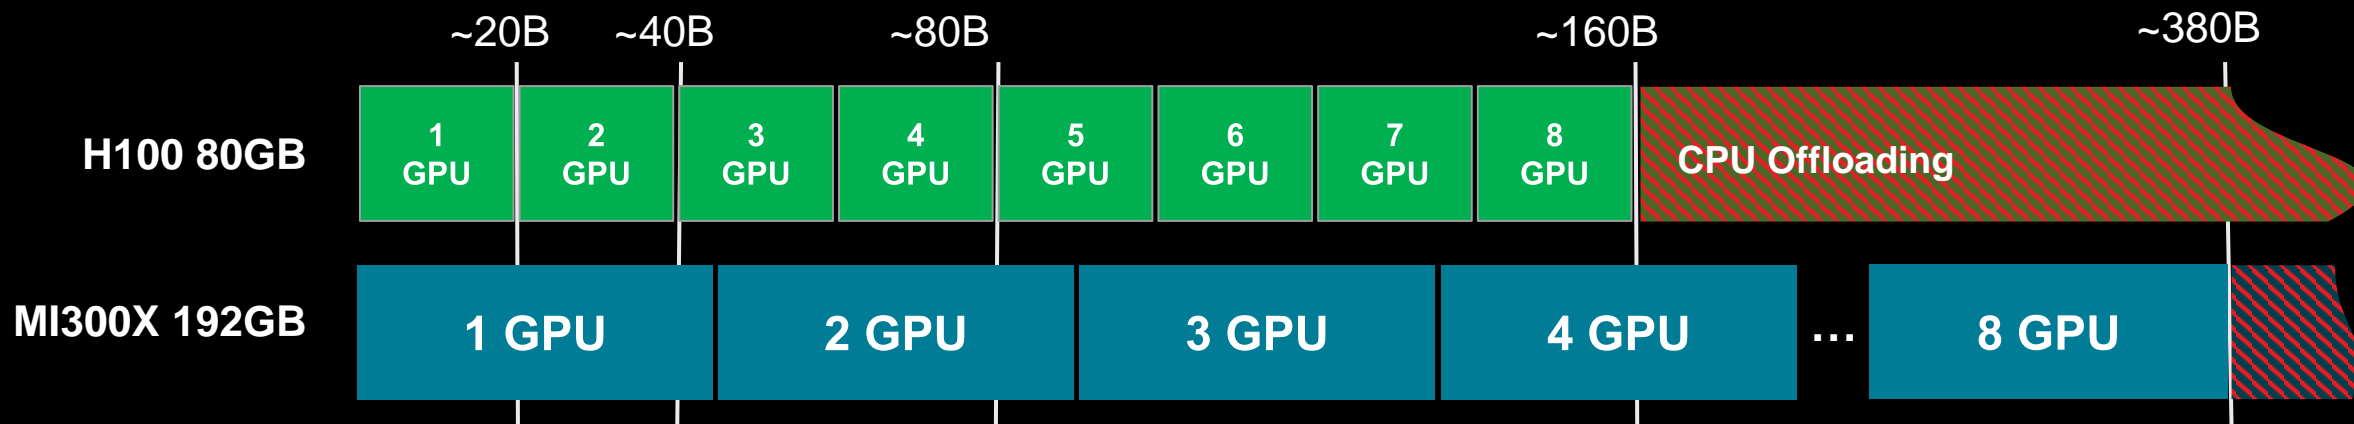 ~20B ~40B ~80B ~160B ~380B
H100 80GB
1 GPU
2 GPU
3 GPU
4 GPU
5 GPU
6 GPU
7 GPU
8 GPU
CPU Offloading
MI300X 192GB
1 GPU
2 GPU
3 GPU
4 GPU
...
8 GPU